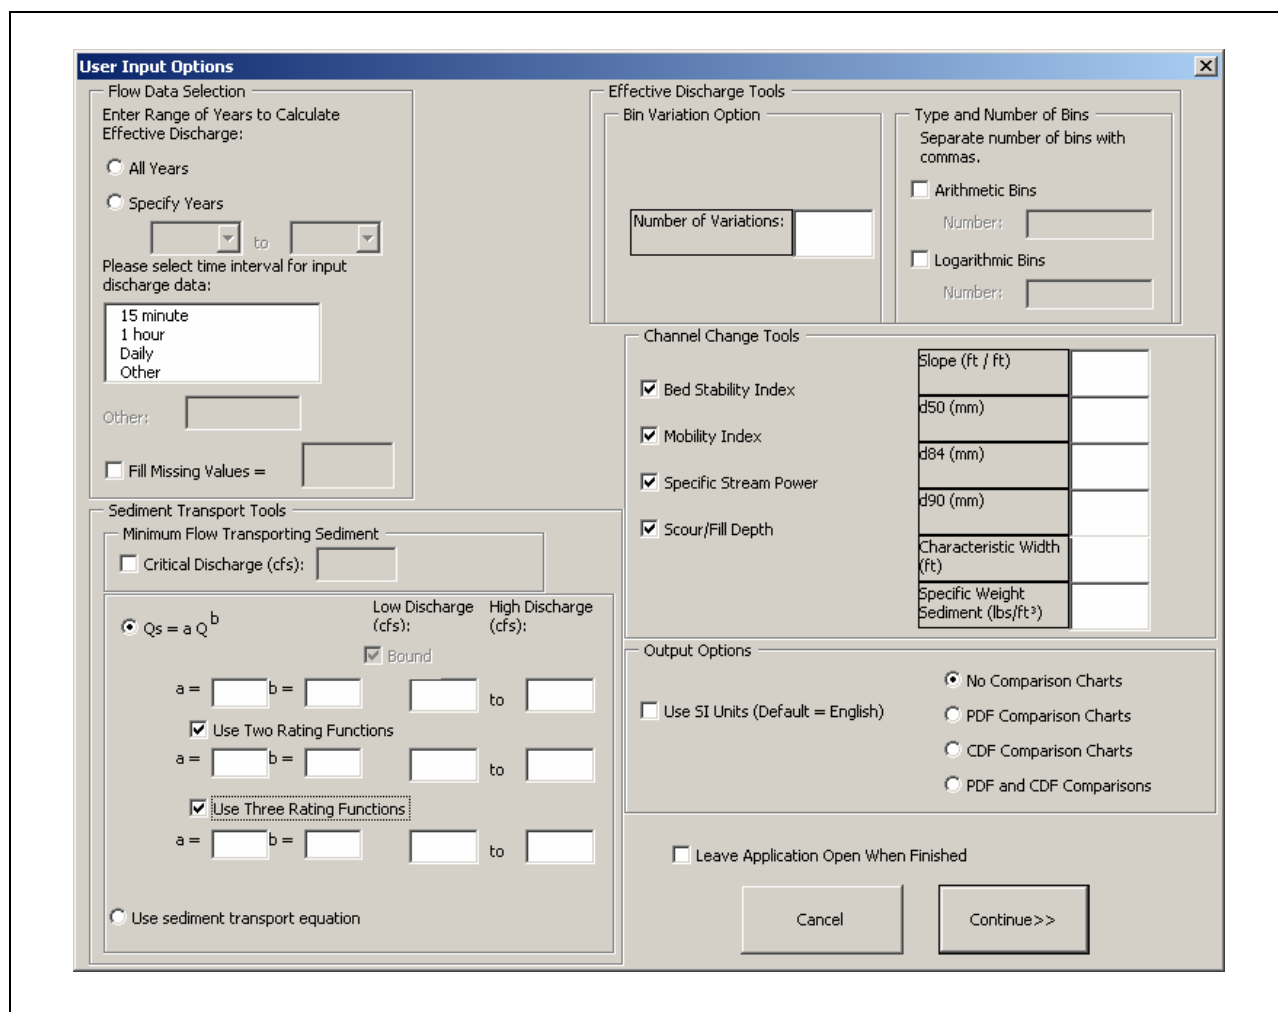 User Input Options
Flow Data Selection
Enter Range of Years to Calculate
Effective Discharge:
All Years
Specify Years
to
Please select time interval for input
discharge data:
15 minute
1 hour
Daily
Other
Other:
Fill Missing Values =
Effective Discharge Tools
Bin Variation Option
Number of Variations:
Type and Number of Bins
Separate number of bins with
commas.
Arithmetic Bins
Number:
Logarithmic Bins
Number:
Sediment Transport Tools
Minimum Flow Transporting Sediment
Critical Discharge (cfs):
Qs = a Q^b
Low Discharge
(cfs):
High Discharge
(cfs):
Bound
a = b = to
Use Two Rating Functions
a = b = to
Use Three Rating Functions
a = b = to
Use sediment transport equation
Channel Change Tools
Bed Stability Index
Mobility Index
Specific Stream Power
Scour/Fill Depth
Slope (ft / ft)
d50 (mm)
d84 (mm)
d90 (mm)
Characteristic Width
(ft)
Specific Weight
Sediment (lbs/ft³)
Output Options
Use SI Units (Default = English)
No Comparison Charts
PDF Comparison Charts
CDF Comparison Charts
PDF and CDF Comparisons
Leave Application Open When Finished
Cancel
Continue>>